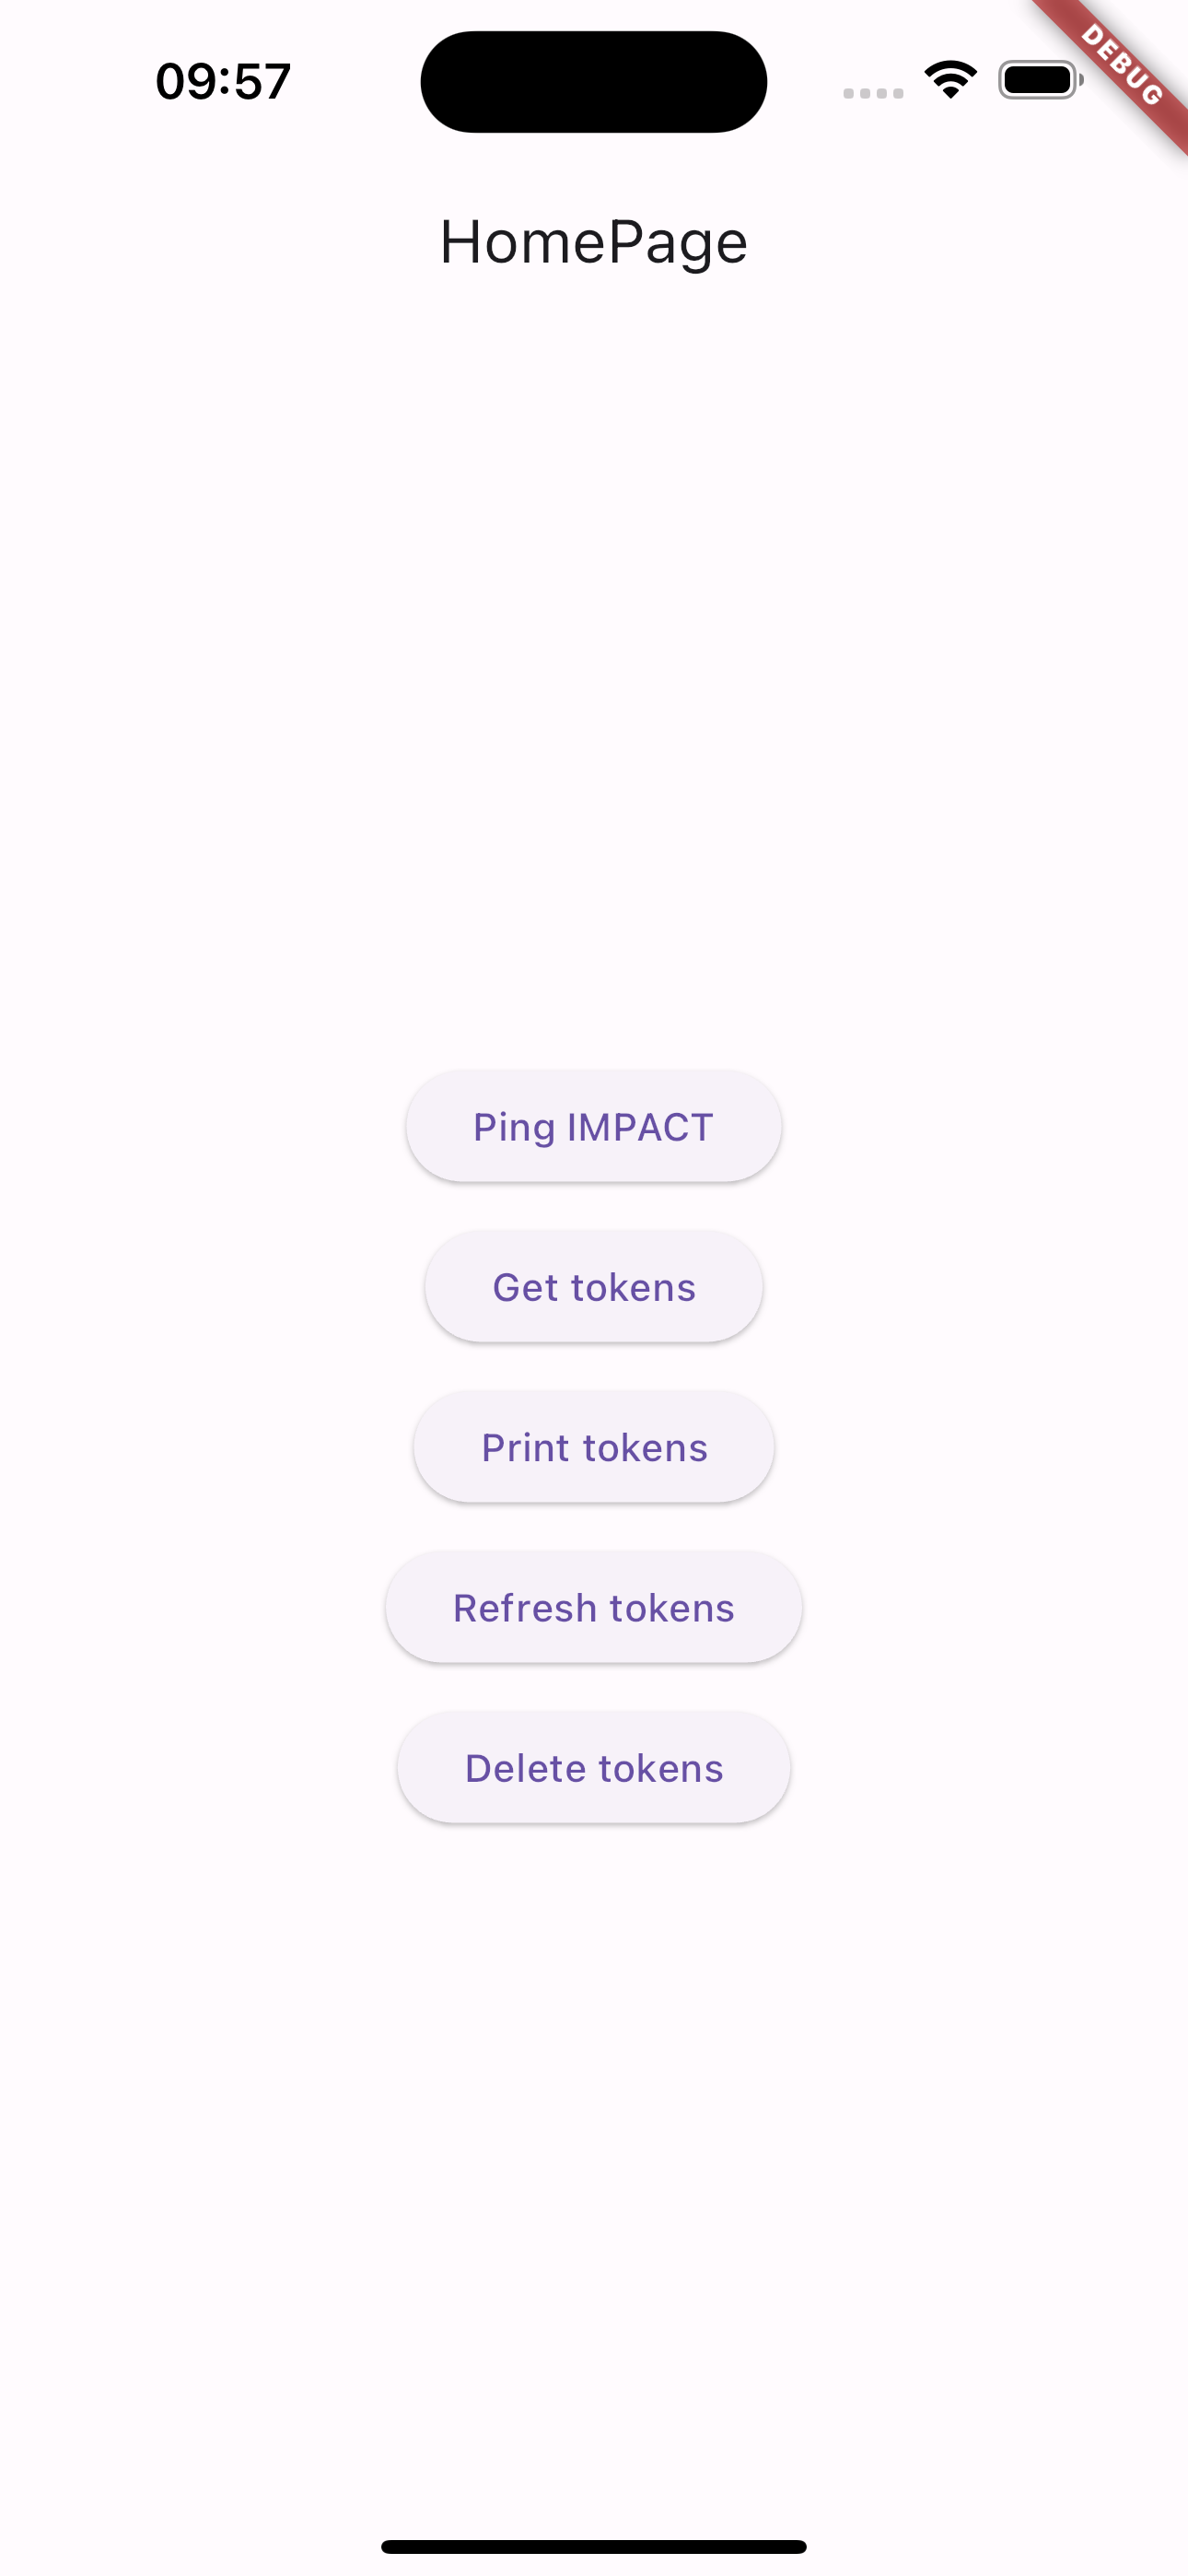 09:57
DEBUG
HomePage
Ping IMPACT
Get tokens
Print tokens
Refresh tokens
Delete tokens